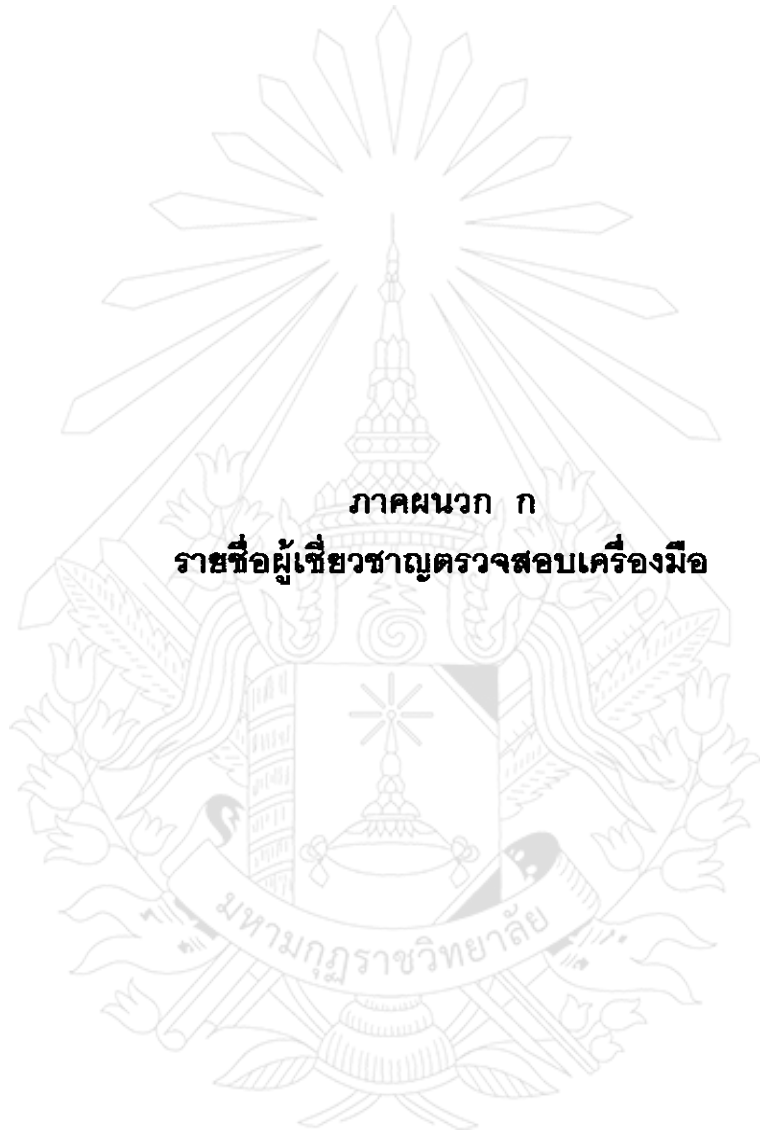 ภาคผนวก ก
รายชื่อผู้เชี่ยวชาญตรวจสอบเครื่องมือ
มหามกุฏราชวิทยาลัย